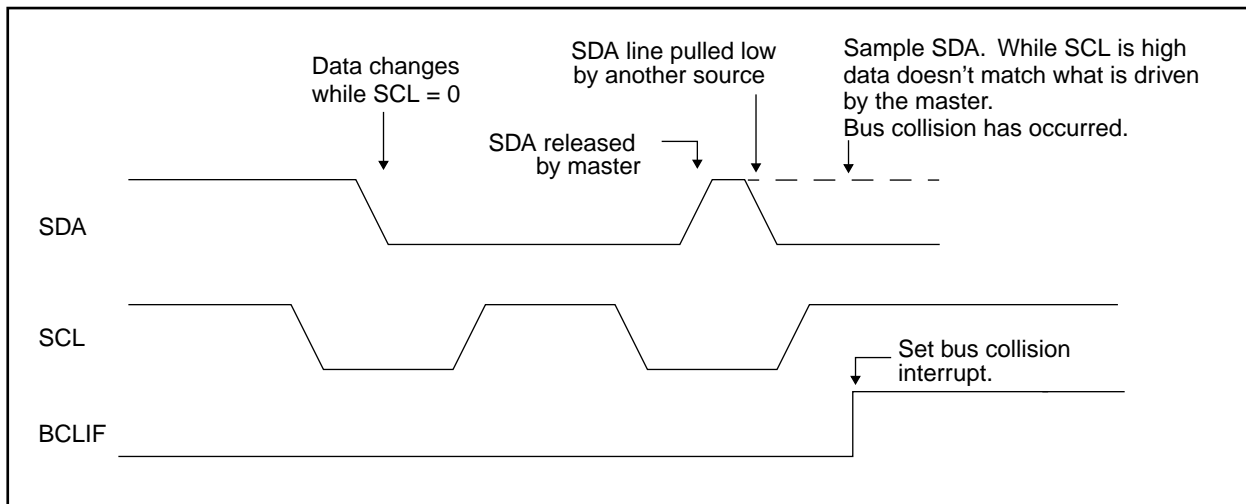 Data changes
while SCL = 0
SDA line pulled low
by another source
Sample SDA. While SCL is high
data doesn't match what is driven
by the master.
Bus collision has occurred.
SDA released
by master
SDA
SCL
Set bus collision
interrupt.
BCLIF